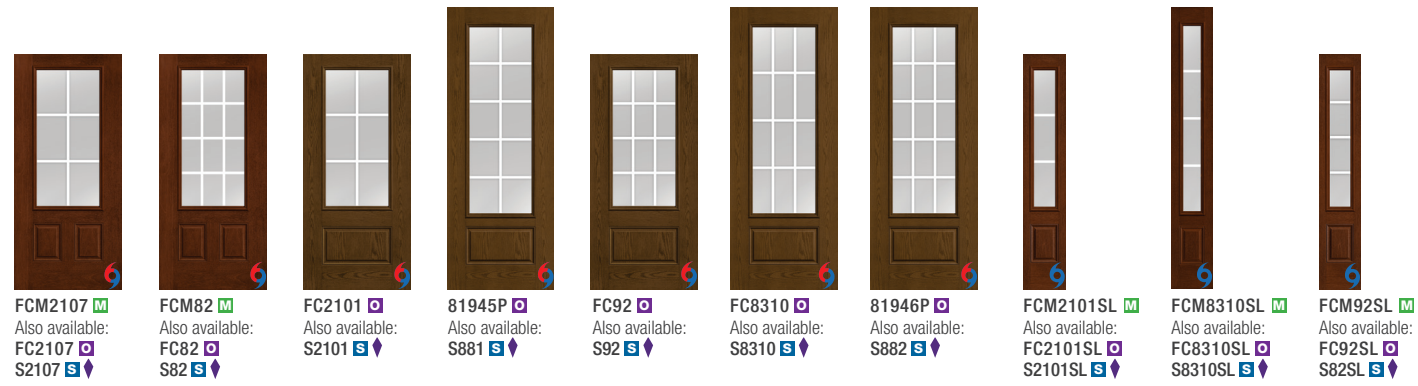 FCM2107 M
Also available:
FC2107 O
S2107 S
FCM82 M
Also available:
FC82 O
S82 S
FC2101 O
Also available:
S2101 S
81945P O
Also available:
S881 S
FC92 O
Also available:
S92 S
FC8310 O
Also available:
S8310 S
81946P O
Also available:
S882 S
FCM2101SL M
Also available:
FC2101SL O
S2101SL S
FCM8310SL M
Also available:
FC8310SL O
S8310SL S
FCM92SL M
Also available:
FC92SL O
S82SL S